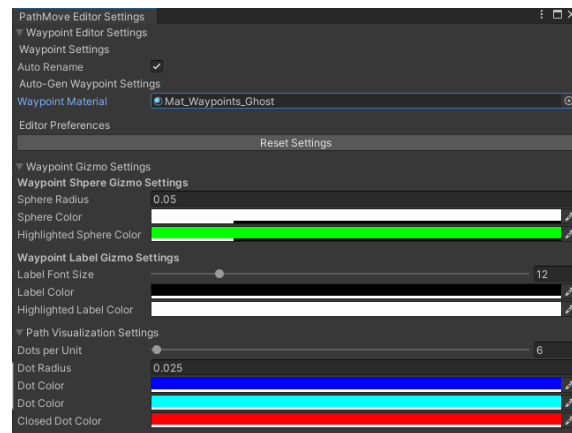 PathMove Editor Settings
Waypoint Editor Settings
Waypoint Settings
Auto Rename
Auto-Gen Waypoint Settings
Waypoint Material Mat_Waypoints_Ghost
Editor Preferences
Reset Settings
Waypoint Gizmo Settings
Waypoint Shpere Gizmo Settings
Sphere Radius 0.05
Sphere Color
Highlighted Sphere Color
Waypoint Label Gizmo Settings
Label Font Size 12
Label Color
Highlighted Label Color
Path Visualization Settings
Dots per Unit 6
Dot Radius 0.025
Dot Color
Dot Color
Closed Dot Color